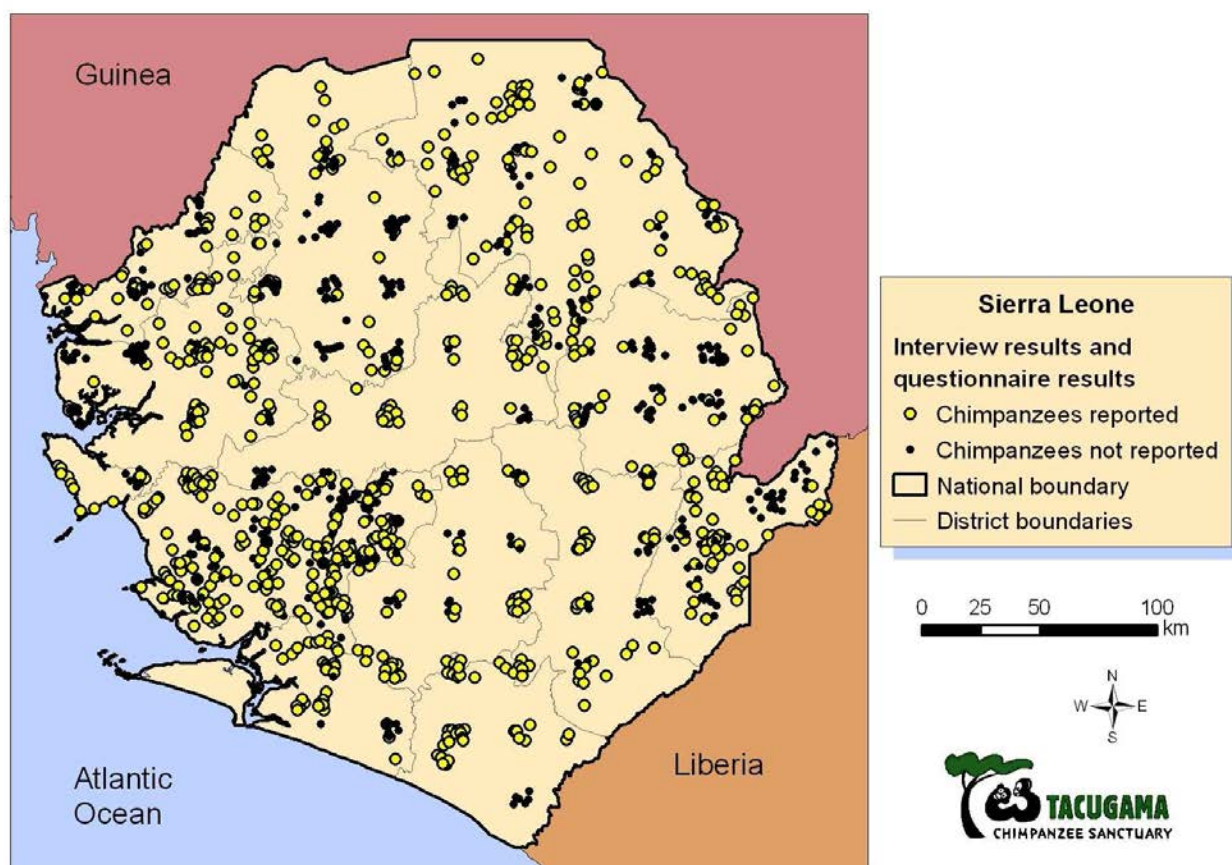 Guinea
Atlantic
Ocean
Liberia
Sierra Leone
Interview results and
questionnaire results
Chimpanzees reported
Chimpanzees not reported
National boundary
District boundaries
0 25 50 100
km
N
W E
S
TACUGAMA
CHIMPANZEE SANCTUARY